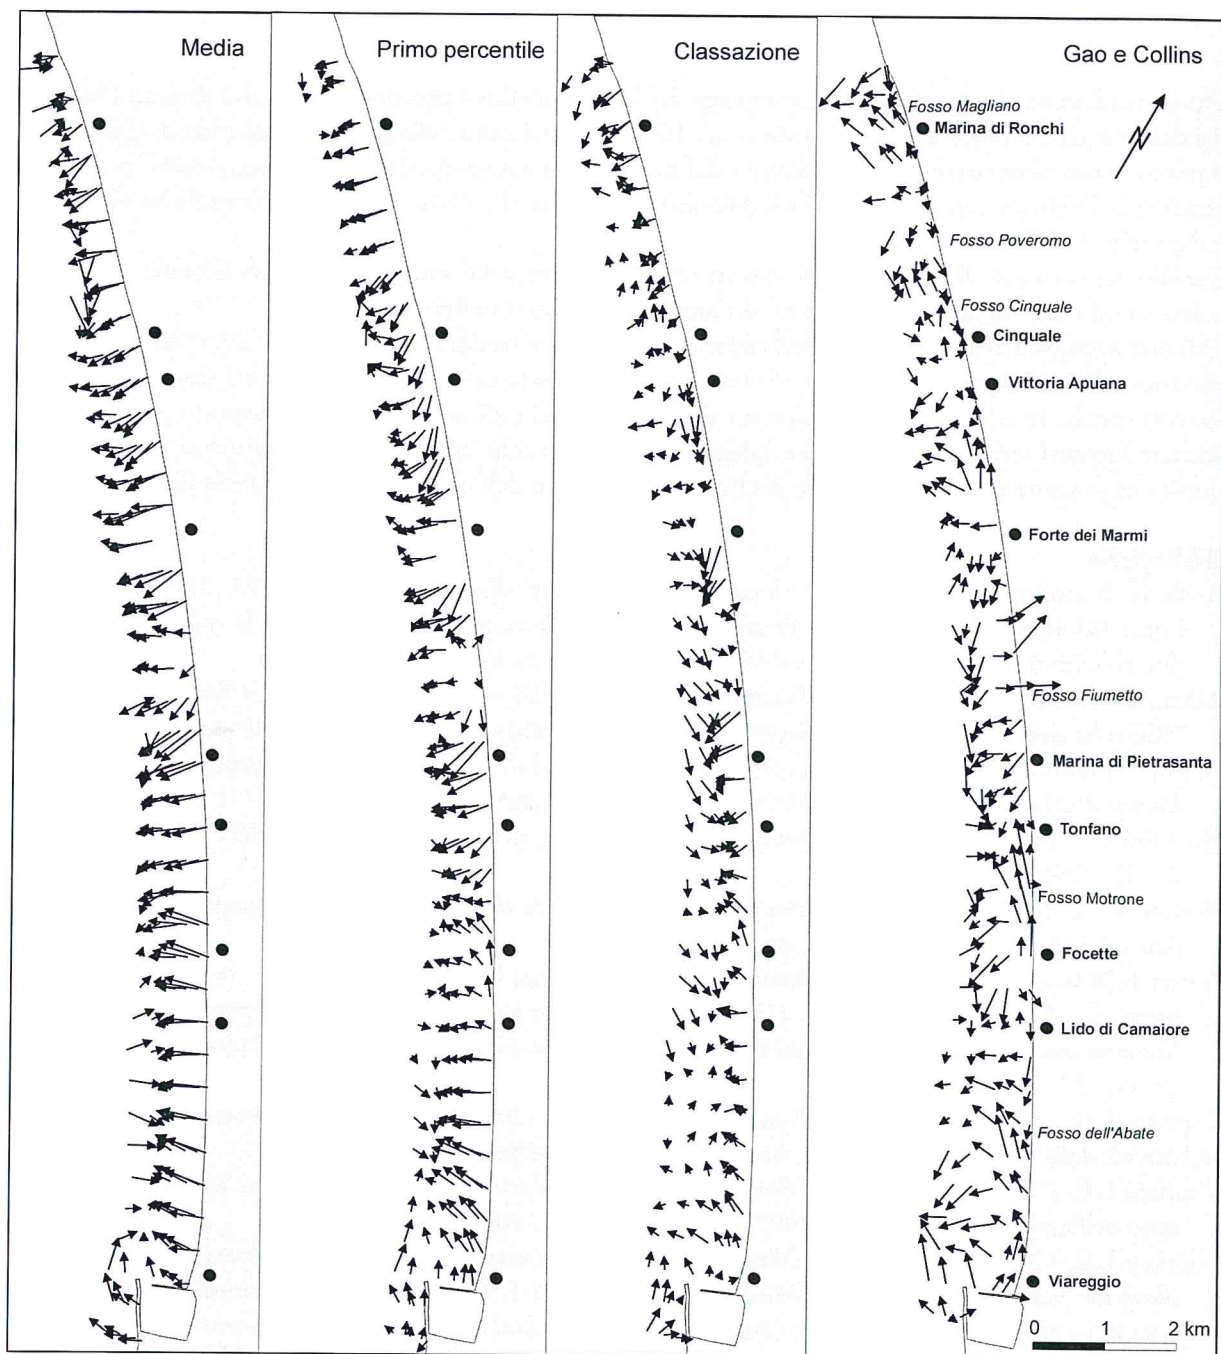 Media
Primo percentile
Classazione
Gao e Collins
Fosso Magliano
Marina di Ronchi
Fosso Poveromo
Fosso Cinquale
Cinquale
Vittoria Apuana
Forte dei Marmi
Fosso Fiumetto
Marina di Pietrasanta
Tonfano
Fosso Motrone
Focette
Lido di Camaiore
Fosso dell'Abate
Viareggio
0 1 2 km